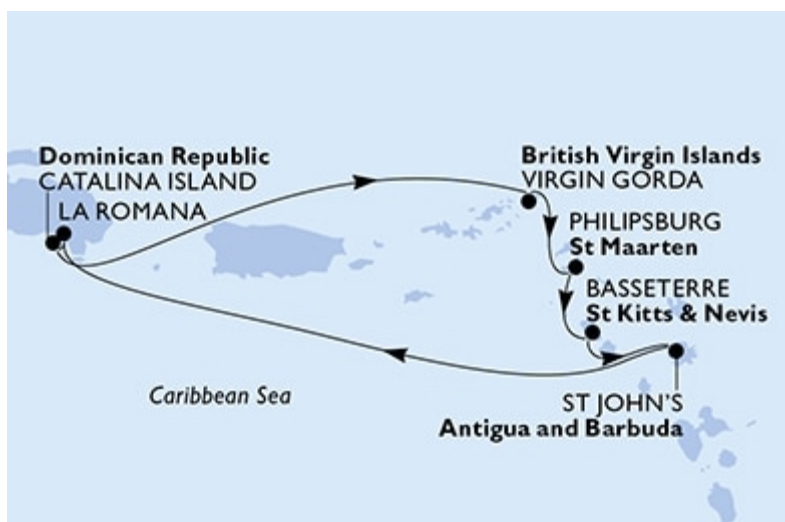 Dominican Republic
CATALINA ISLAND
LA ROMANA
British Virgin Islands
VIRGIN GORDA
PHILIPSBURG
St Maarten
BASSETERRE
St Kitts & Nevis
Caribbean Sea
ST JOHN'S
Antigua and Barbuda